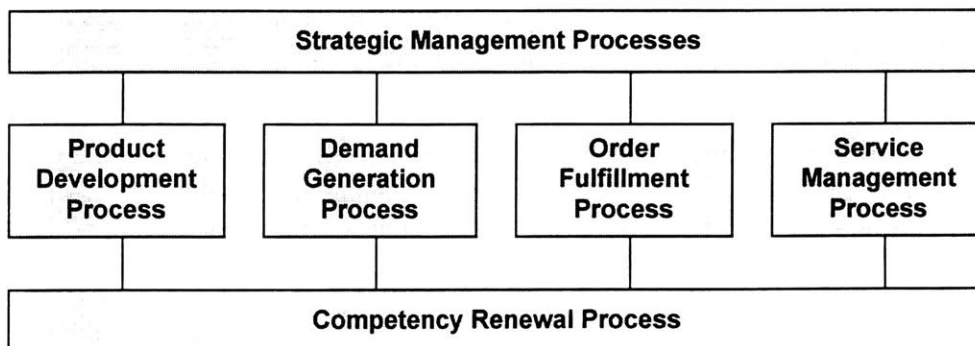 Strategic Management Processes
Product
Development
Process
Demand
Generation
Process
Order
Fulfillment
Process
Service
Management
Process
Competency Renewal Process